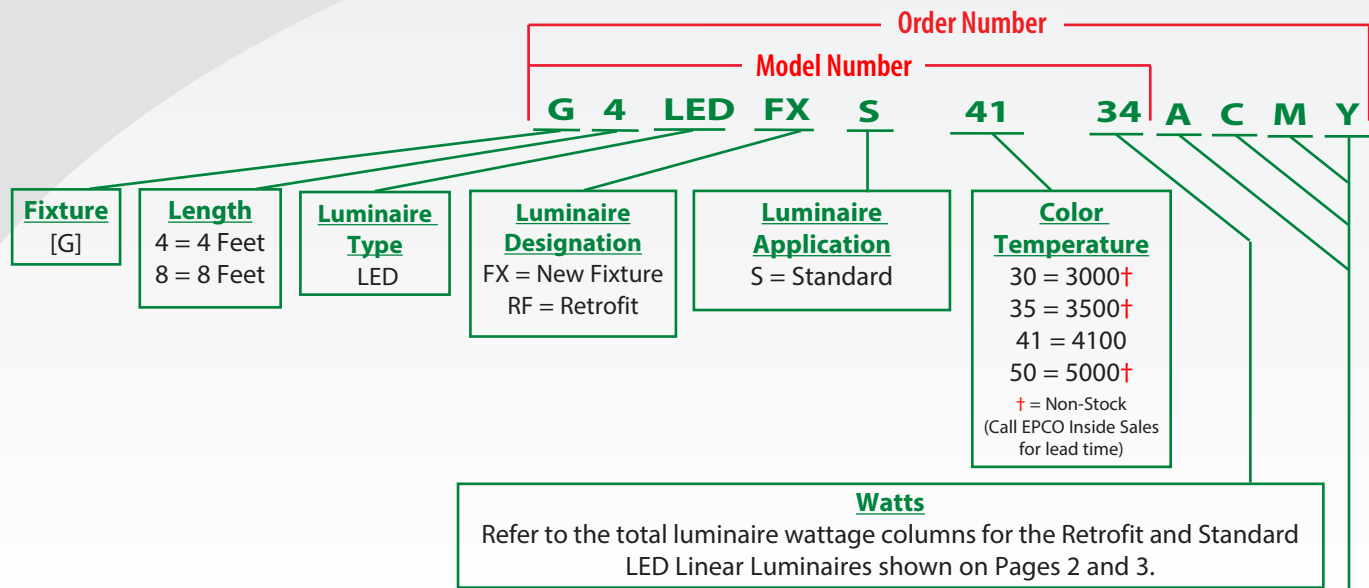 Order Number
Model Number
G 4 LED FX S 41 34 A C M Y
Fixture
[G]
Length
4 = 4 Feet
8 = 8 Feet
Luminaire
Type
LED
Luminaire
Designation
FX = New Fixture
RF = Retrofit
Luminaire
Application
S = Standard
Color
Temperature
30 = 3000†
35 = 3500†
41 = 4100
50 = 5000†
† = Non-Stock
(Call EPCO Inside Sales
for lead time)
Watts
Refer to the total luminaire wattage columns for the Retrofit and Standard
LED Linear Luminaires shown on Pages 2 and 3.